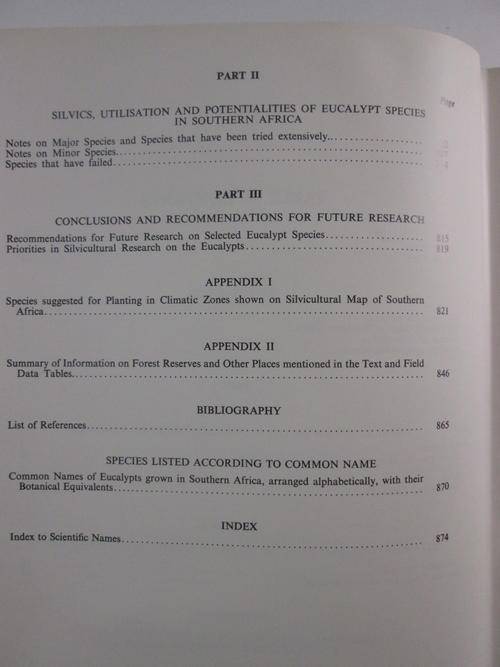 PART II
Page
SILVICS, UTILISATION AND POTENTIALITIES OF EUCALYPT SPECIES
IN SOUTHERN AFRICA
Notes on Major Species and Species that have been tried extensively..................
Notes on Minor Species..................
Species that have failed..................
PART III
CONCLUSIONS AND RECOMMENDATIONS FOR FUTURE RESEARCH
Recommendations for Future Research on Selected Eucalypt Species.................. 815
Priorities in Silvicultural Research on the Eucalypts.................. 819
APPENDIX I
Species suggested for Planting in Climatic Zones shown on Silvicultural Map of Southern
Africa.................. 821
APPENDIX II
Summary of Information on Forest Reserves and Other Places mentioned in the Text and Field
Data Tables.................. 846
BIBLIOGRAPHY
List of References.................. 865
SPECIES LISTED ACCORDING TO COMMON NAME
Common Names of Eucalypts grown in Southern Africa, arranged alphabetically, with their
Botanical Equivalents.................. 870
INDEX
Index to Scientific Names.................. 874